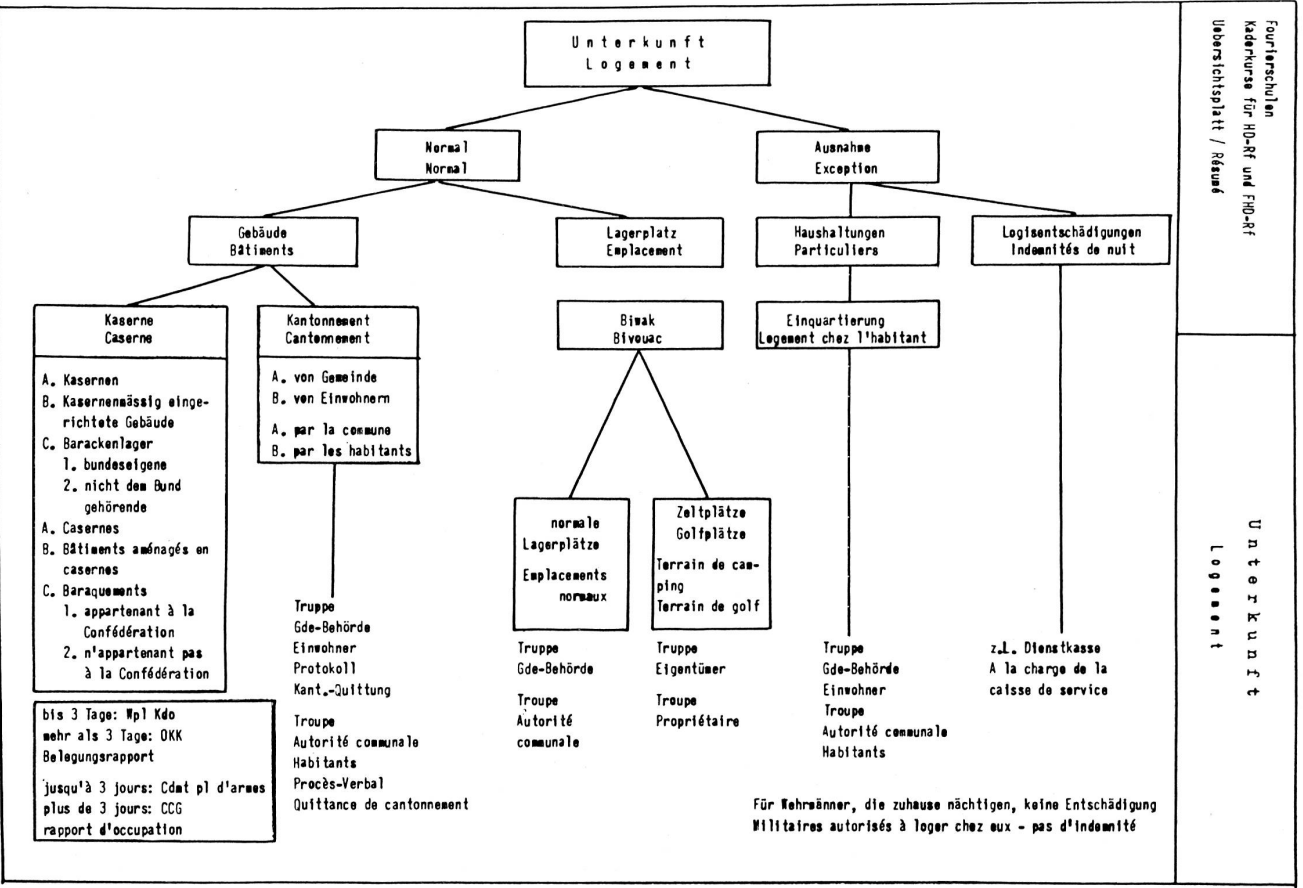 Unterkunft
Logement
Normal
Normal
Ausnahme
Exception
Gebäude
Bâtiments
Lagerplatz
Emplacement
Haushaltungen
Particuliers
Logisentschädigungen
Indemnités de nuit
Kaserne
Caserne
A. Kasernen
B. Kasernenmässig einge-
richtete Gebäude
C. Barackenlager
1. bundeseigene
2. nicht dem Bund
gehörende
A. Casernes
B. Bâtiments aménagés en
casernes
C. Baraquements
1. appartenant à la
Confédération
2. n'appartenant pas
à la Confédération
bis 3 Tage: Wpl Kdo
mehr als 3 Tage: OKK
Belegungsrapport
jusqu'à 3 jours: Cdmt pl d'armes
plus de 3 jours: CCG
rapport d'occupation
Kantonnement
Cantonnement
A. von Gemeinde
B. von Einwohnern
A. par la commune
B. par les habitants
Truppe
Gde-Behörde
Einwohner
Protokoll
Kant.-Quittung
Troupe
Autorité communale
Habitants
Procès-Verbal
Quittance de cantonnement
Biwak
Bivouac
normale
Lagerplätze
Emplacements
normaux
Truppe
Gde-Behörde
Troupe
Autorité
communale
Zeltplätze
Golfplätze
Terrain de cam-
ping
Terrain de golf
Truppe
Eigentümer
Troupe
Propriétaire
Einquartierung
Logement chez l'habitant
Truppe
Gde-Behörde
Einwohner
Troupe
Autorité communale
Habitants
z.L. Dienstkasse
A la charge de la
caisse de service
Für Wehrmänner, die zuhause nächtigen, keine Entschädigung
Militaires autorisés à loger chez eux - pas d'indemnité
Fourierschulen
Kaderkurse für HD-Rf und FHD-Rf
Uebersichtsplatt / Résumé
Unterkunft
Logement